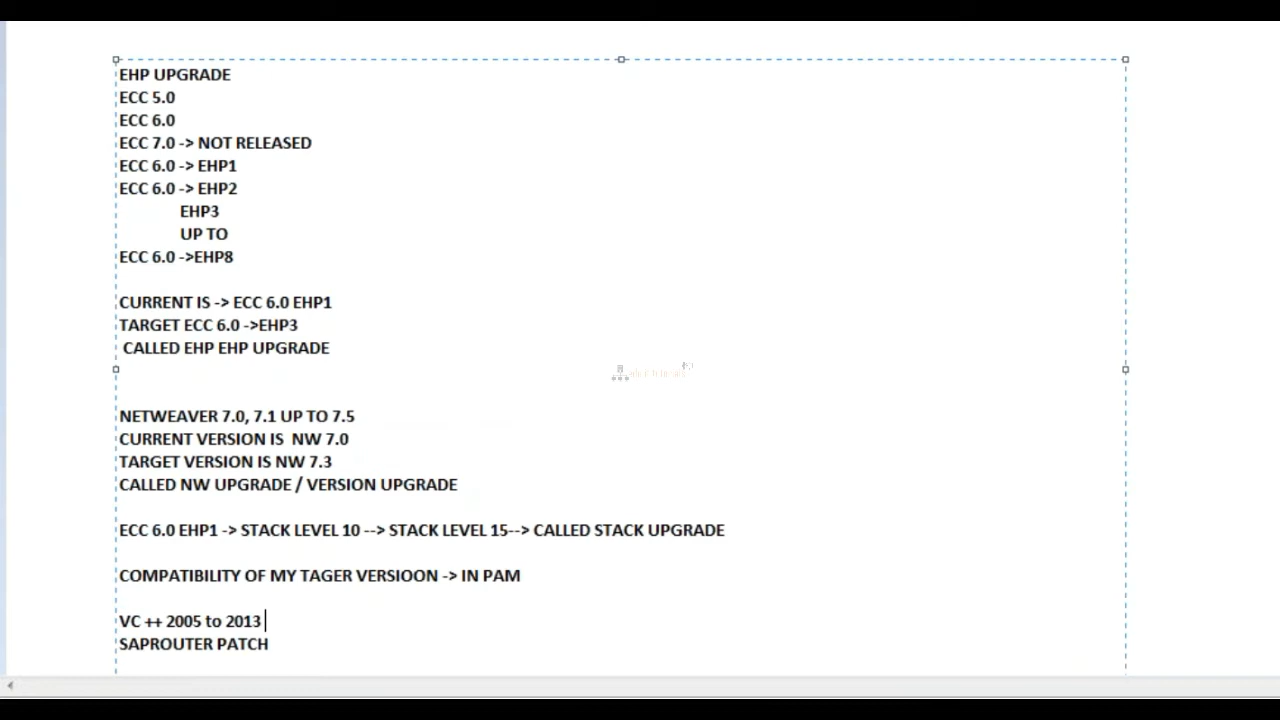 EHP UPGRADE
ECC 5.0
ECC 6.0
ECC 7.0 -> NOT RELEASED
ECC 6.0 -> EHP1
ECC 6.0 -> EHP2
EHP3
UP TO
ECC 6.0 ->EHP8
CURRENT IS -> ECC 6.0 EHP1
TARGET ECC 6.0 ->EHP3
CALLED EHP EHP UPGRADE
NETWEAVER 7.0, 7.1 UP TO 7.5
CURRENT VERSION IS  NW 7.0
TARGET VERSION IS NW 7.3
CALLED NW UPGRADE / VERSION UPGRADE
ECC 6.0 EHP1 -> STACK LEVEL 10 --> STACK LEVEL 15--> CALLED STACK UPGRADE
COMPATIBILITY OF MY TAGER VERSIOON -> IN PAM
VC ++ 2005 to 2013
SAPROUTER PATCH